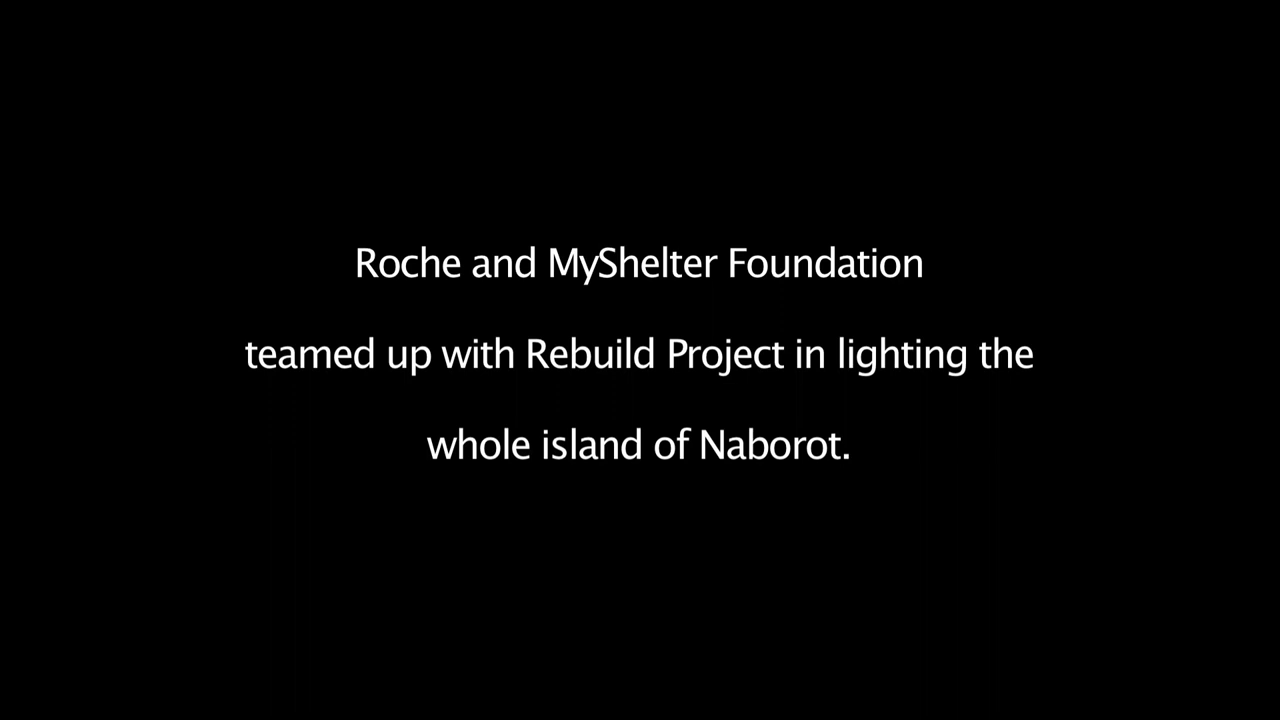 Roche and MyShelter Foundation
teamed up with Rebuild Project in lighting the
whole island of Naborot.